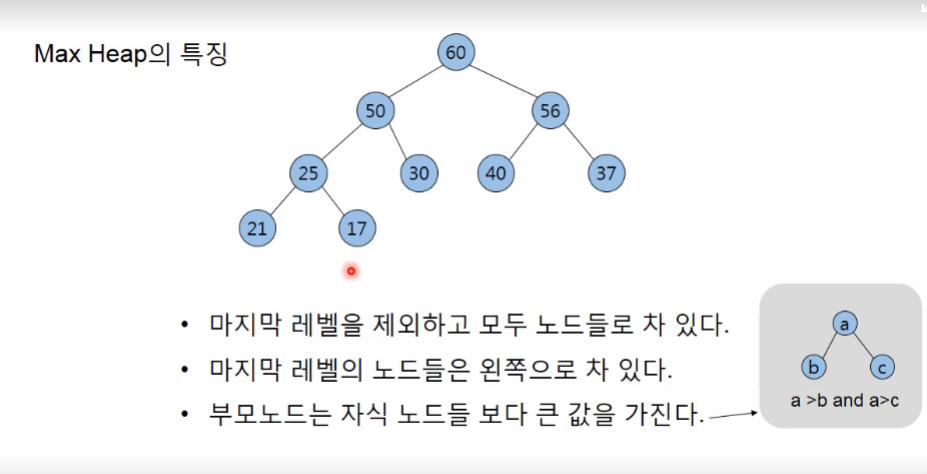 Max Heap의 특징
60
50 56
25 30 40 37
21 17
• 마지막 레벨을 제외하고 모두 노드들로 차 있다.
• 마지막 레벨의 노드들은 왼쪽으로 차 있다.
• 부모노드는 자식 노드들 보다 큰 값을 가진다.
a
b c
a >b and a>c